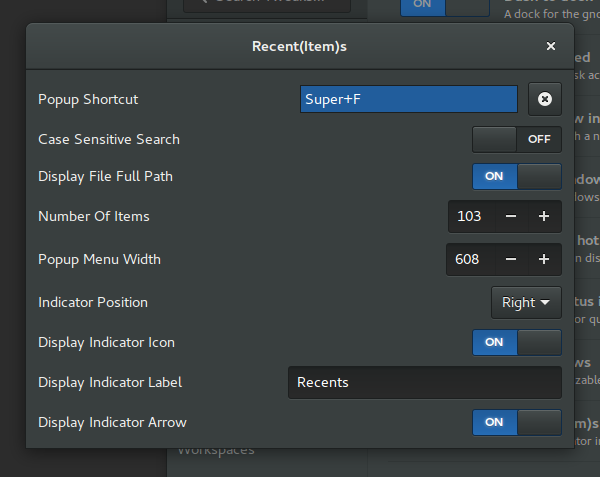 ON
A dock for the gno
Recent(Item)s
Popup Shortcut Super+F
Case Sensitive Search OFF
Display File Full Path ON
Number Of Items 103 − +
Popup Menu Width 608 − +
Indicator Position Right
Display Indicator Icon ON
Display Indicator Label Recents
Display Indicator Arrow ON
Workspaces